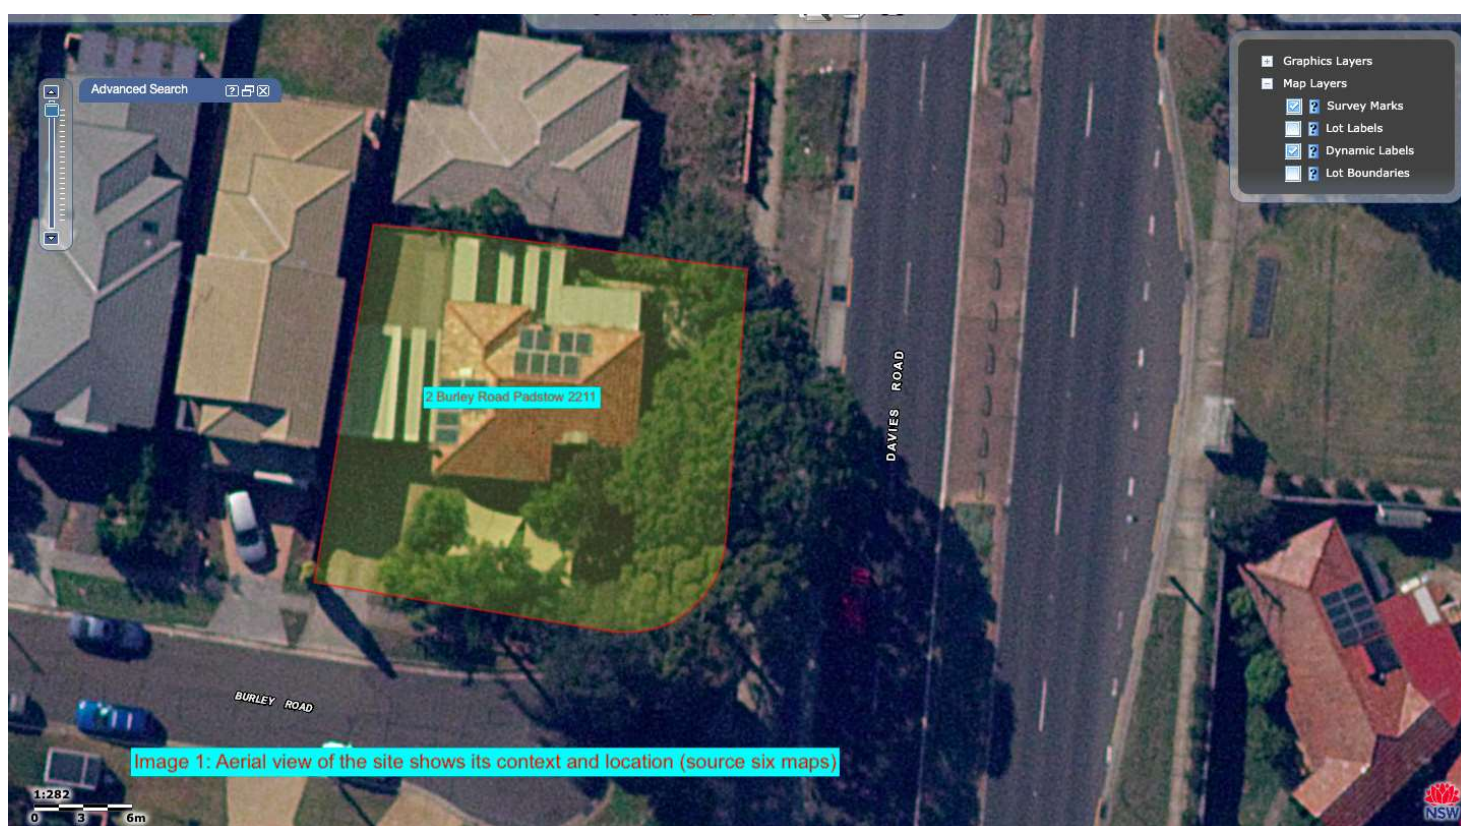 Advanced Search
Graphics Layers
Map Layers
Survey Marks
Lot Labels
Dynamic Labels
Lot Boundaries
DAVIES ROAD
2 Burley Road Padstow 2211
BURLEY ROAD
Image 1: Aerial view of the site shows its context and location (source six maps)
1:282
0 3 6m
NSW